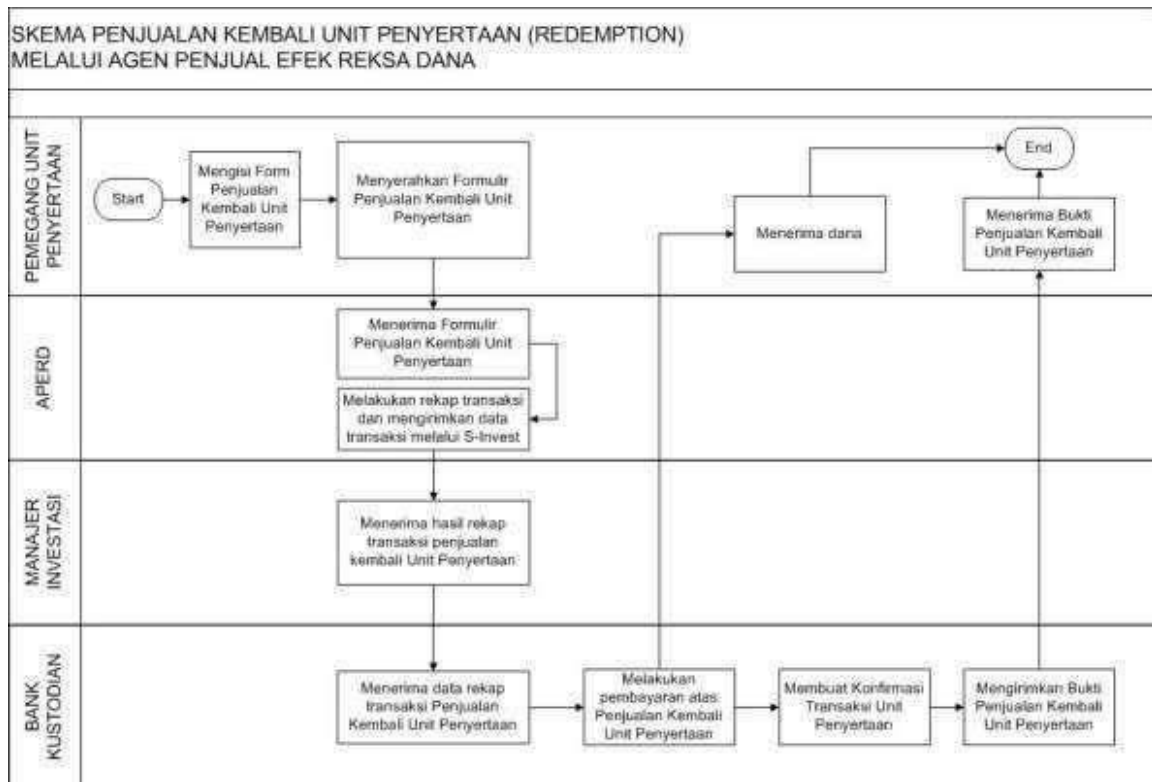 SKEMA PENJUALAN KEMBALI UNIT PENYERTAAN (REDEMPTION)
MELALUI AGEN PENJUAL EFEK REKSA DANA
PEMEGANG UNIT
PENYERTAAN
Start
Mengisi Form
Penjualan
Kembali Unit
Penyertaan
Menyerahkan Formulir
Penjualan Kembali Unit
Penyertaan
Menerima dana
End
Menerima Bukti
Penjualan Kembali
Unit Penyertaan
APERD
Menerima Formulir
Penjualan Kembali Unit
Penyertaan
Melakukan rekap transaksi
dan mengirimkan data
transaksi melalui S-Invest
MANAJER
INVESTASI
Menerima hasil rekap
transaksi penjualan
kembali Unit Penyertaan
BANK
KUSTODIAN
Menerima data rekap
transaksi Penjualan
Kembali Unit Penyertaan
Melakukan
pembayaran atas
Penjualan Kembali
Unit Penyertaan
Membuat Konfirmasi
Transaksi Unit
Penyertaan
Mengirimkan Bukti
Penjualan Kembali
Unit Penyertaan